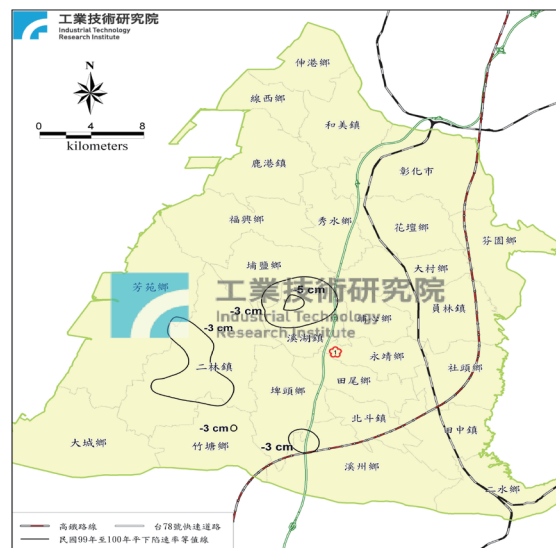 工業技術研究院
Industrial Technology
Research Institute
N
0 4 8
kilometers
伸港鄉
線西鄉
和美鎮
鹿港鎮
彰化市
福興鄉
秀水鄉
花壇鄉
芬園鄉
埔鹽鄉
大村鄉
芳苑鄉
工業技術研究院
Industrial Technology
Research Institute
-5 cm
-3 cm
員林鎮
-3 cm
溪湖鎮
永靖鄉
社頭鄉
二林鎮
埤頭鄉
田尾鄉
北斗鎮
田中鎮
-3 cm
大城鄉
竹塘鄉
-3 cm
溪州鄉
二水鄉
高鐵路線
台78號快速道路
民國99年至100年平下陷速率等值線